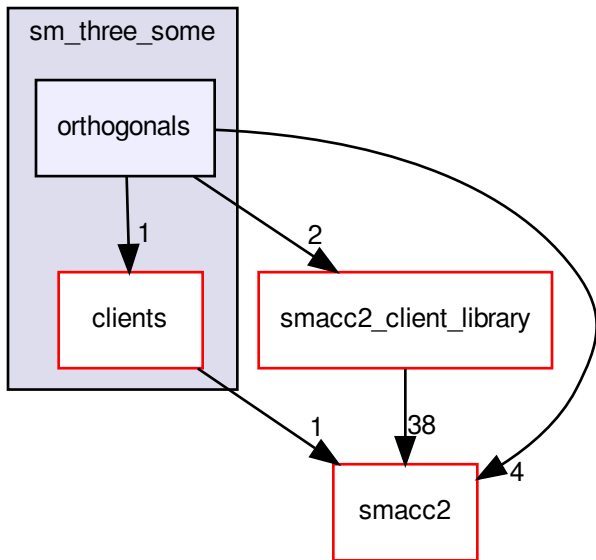 sm_three_some
orthogonals
1
2
clients
smacc2_client_library
1
38
4
smacc2